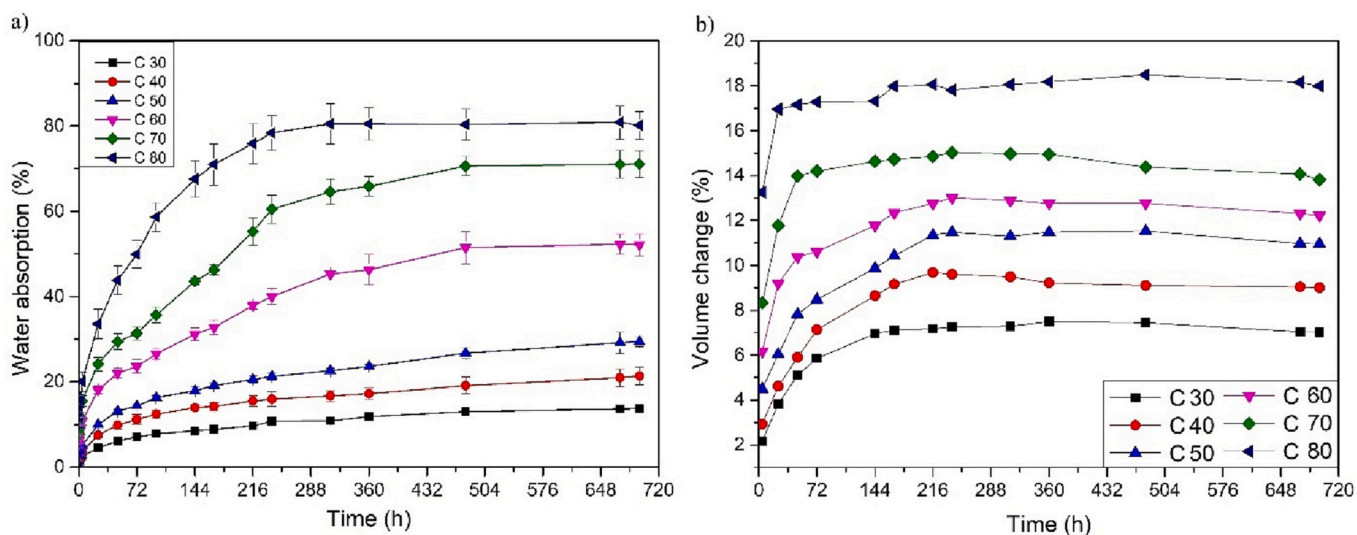 a)
100
80
60
40
20
0
Water absorption (%)
C 30
C 40
C 50
C 60
C 70
C 80
0 72 144 216 288 360 432 504 576 648 720
Time (h)
b)
20
18
16
14
12
10
8
6
4
2
Volume change (%)
C 30
C 40
C 50
C 60
C 70
C 80
0 72 144 216 288 360 432 504 576 648 720
Time (h)